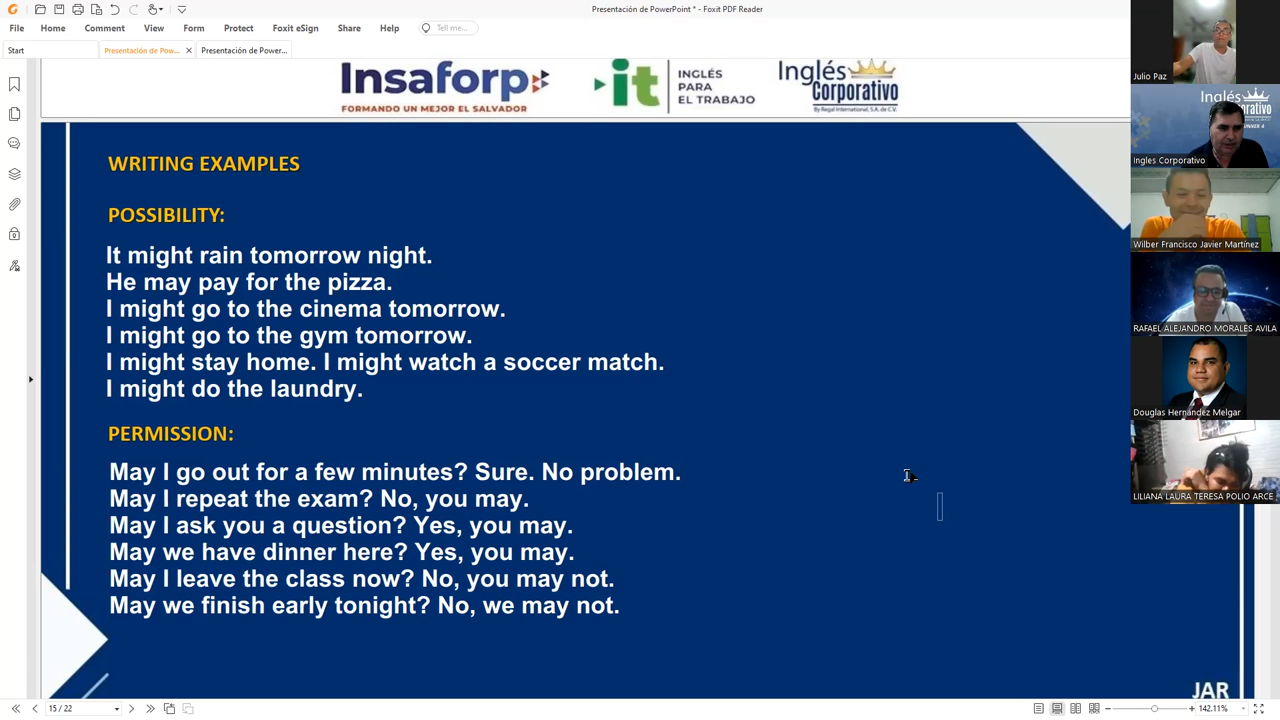 Presentación de PowerPoint * - Foxit PDF Reader
File Home Comment View Form Protect Foxit eSign Share Help Tell me...
Start Presentación de Pow... Presentación de Power...
Insaforp
FORMANDO UN MEJOR EL SALVADOR
it
INGLÉS
PARA
EL TRABAJO
Inglés
Corporativo
By Regal International, S.A. de C.V.
WRITING EXAMPLES
POSSIBILITY:
It might rain tomorrow night.
He may pay for the pizza.
I might go to the cinema tomorrow.
I might go to the gym tomorrow.
I might stay home. I might watch a soccer match.
I might do the laundry.
PERMISSION:
May I go out for a few minutes? Sure. No problem.
May I repeat the exam? No, you may.
May I ask you a question? Yes, you may.
May we have dinner here? Yes, you may.
May I leave the class now? No, you may not.
May we finish early tonight? No, we may not.
JAR
Julio Paz
Inglés
Ingles Corporativo
Wilber Francisco Javier Martínez
RAFAEL ALEJANDRO MORALES AVILA
Douglas Hernández Melgar
LILIANA LAURA TERESA POLIO ARCE
15 / 22
142.11%